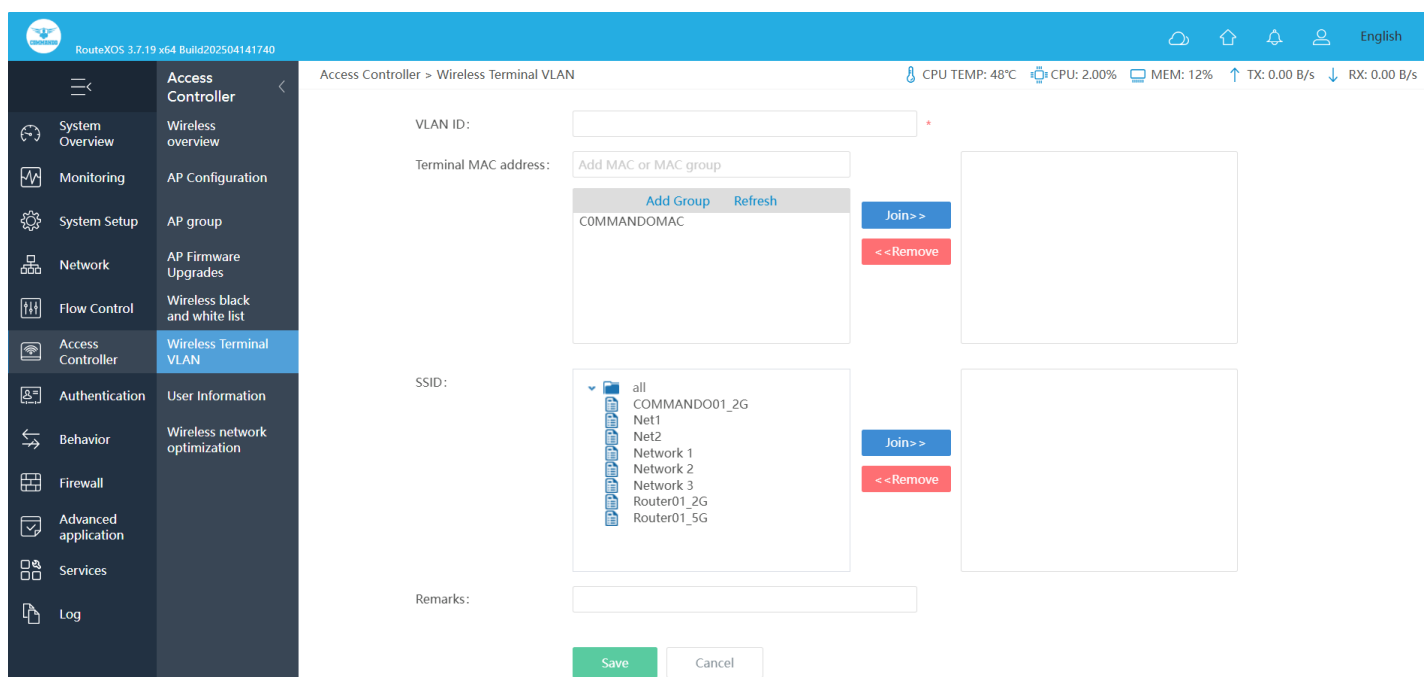 COMMANDO
RouteXOS 3.7.19 x64 Build202504141740
English
Access
Controller
Access Controller > Wireless Terminal VLAN
CPU TEMP: 48℃ CPU: 2.00% MEM: 12% TX: 0.00 B/s RX: 0.00 B/s
System
Overview
Monitoring
System Setup
Network
Flow Control
Access
Controller
Authentication
Behavior
Firewall
Advanced
application
Services
Log
Wireless
overview
AP Configuration
AP group
AP Firmware
Upgrades
Wireless black
and white list
Wireless Terminal
VLAN
User Information
Wireless network
optimization
VLAN ID: *
Terminal MAC address: Add MAC or MAC group
Add Group Refresh
C0MMANDOMAC
Join>>
<<Remove
SSID:
all
COMMANDO01_2G
Net1
Net2
Network 1
Network 2
Network 3
Router01_2G
Router01_5G
Join>>
<<Remove
Remarks:
Save Cancel